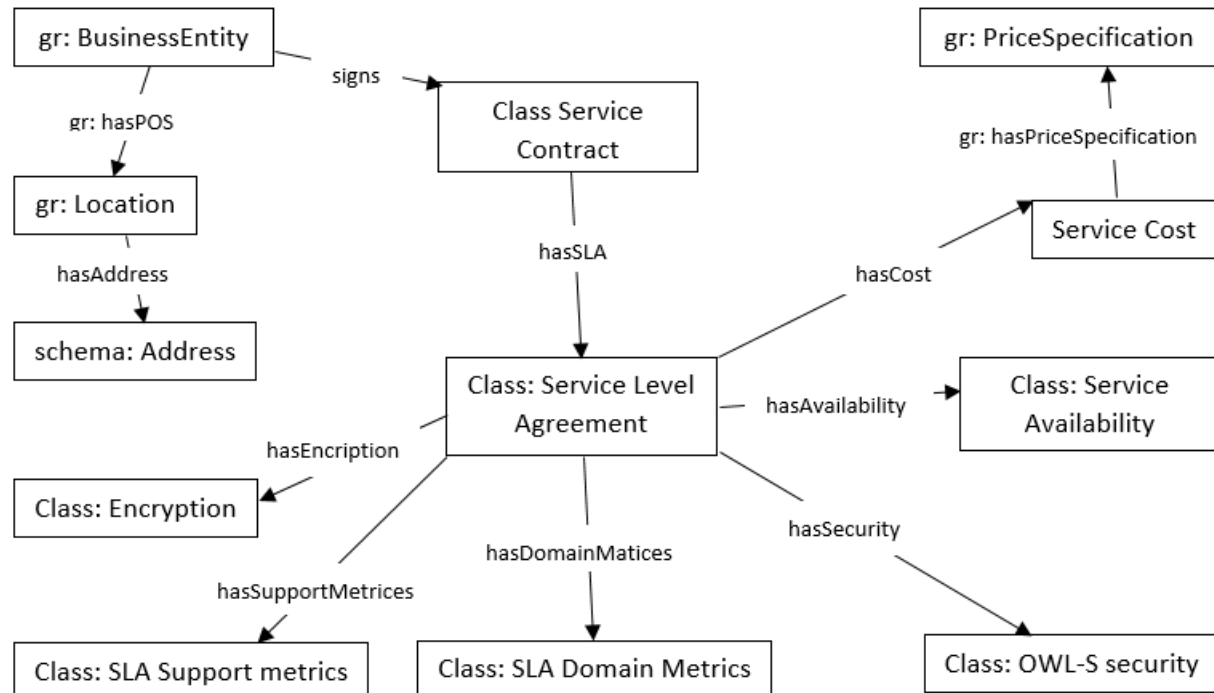 gr: BusinessEntity
gr: PriceSpecification
signs
Class Service
Contract
gr: hasPOS
gr: hasPriceSpecification
gr: Location
Service Cost
hasSLA
hasAddress
hasCost
schema: Address
Class: Service Level
Agreement
Class: Service
Availability
hasAvailability
hasEncription
Class: Encryption
hasSecurity
hasDomainMatices
hasSupportMetrices
Class: SLA Support metrics
Class: SLA Domain Metrics
Class: OWL-S security